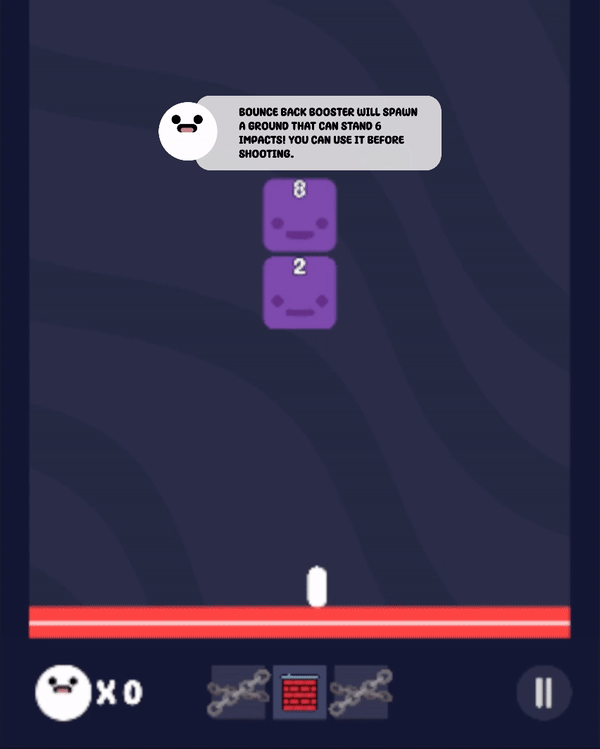 BOUNCE BACK BOOSTER WILL SPAWN
A GROUND THAT CAN STAND 6
IMPACTS! YOU CAN USE IT BEFORE
SHOOTING.
8
2
X 0